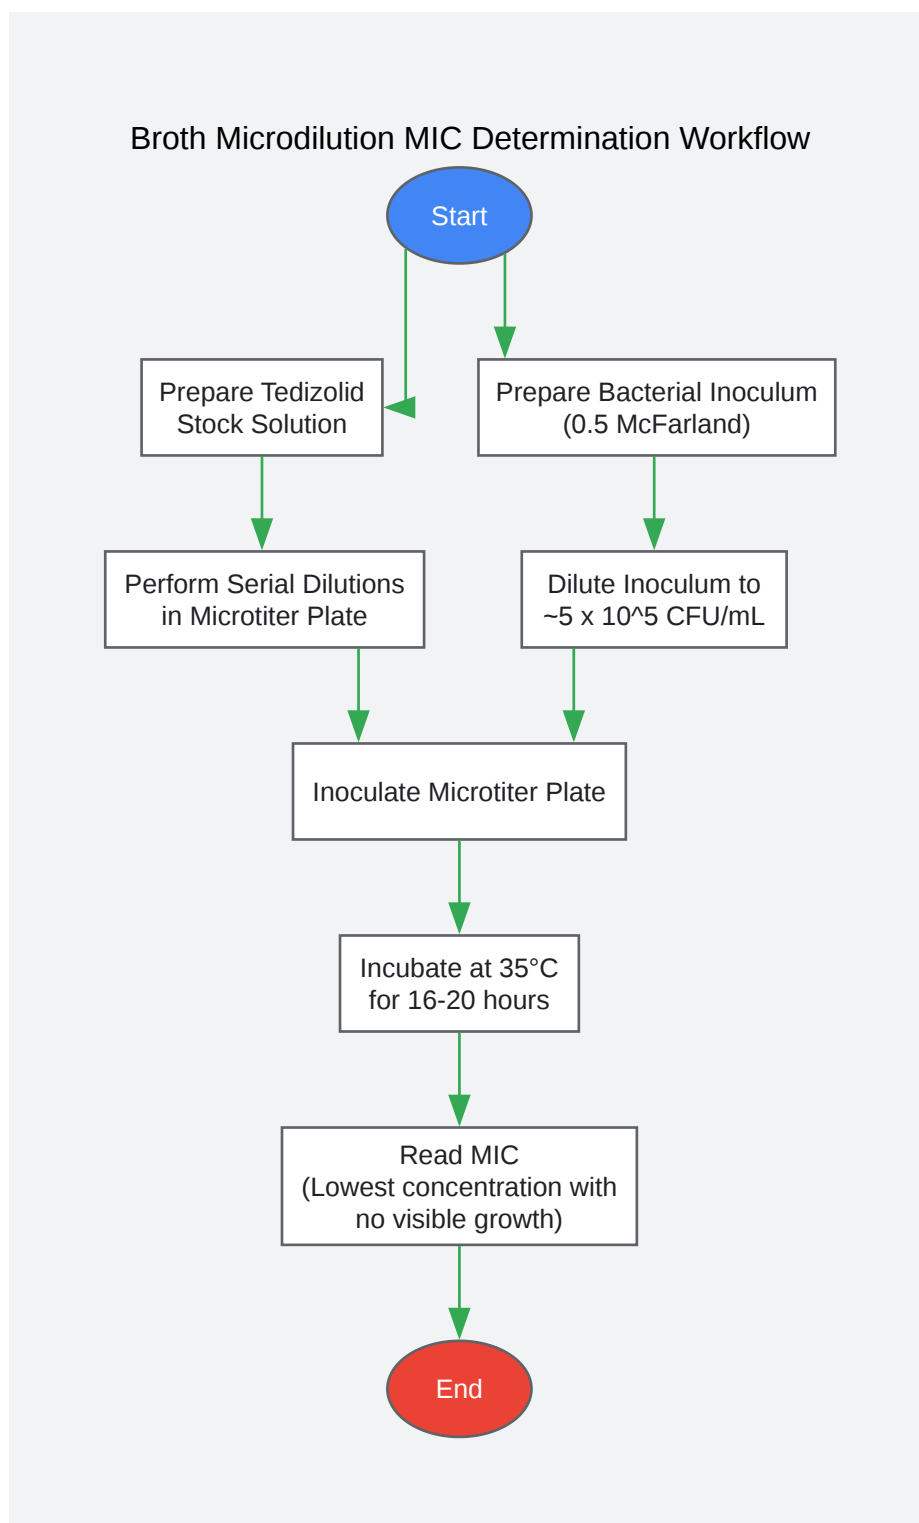 Broth Microdilution MIC Determination Workflow
Start
Prepare Tedizolid
Stock Solution
Prepare Bacterial Inoculum
(0.5 McFarland)
Perform Serial Dilutions
in Microtiter Plate
Dilute Inoculum to
~5 x 10^5 CFU/mL
Inoculate Microtiter Plate
Incubate at 35°C
for 16-20 hours
Read MIC
(Lowest concentration with
no visible growth)
End